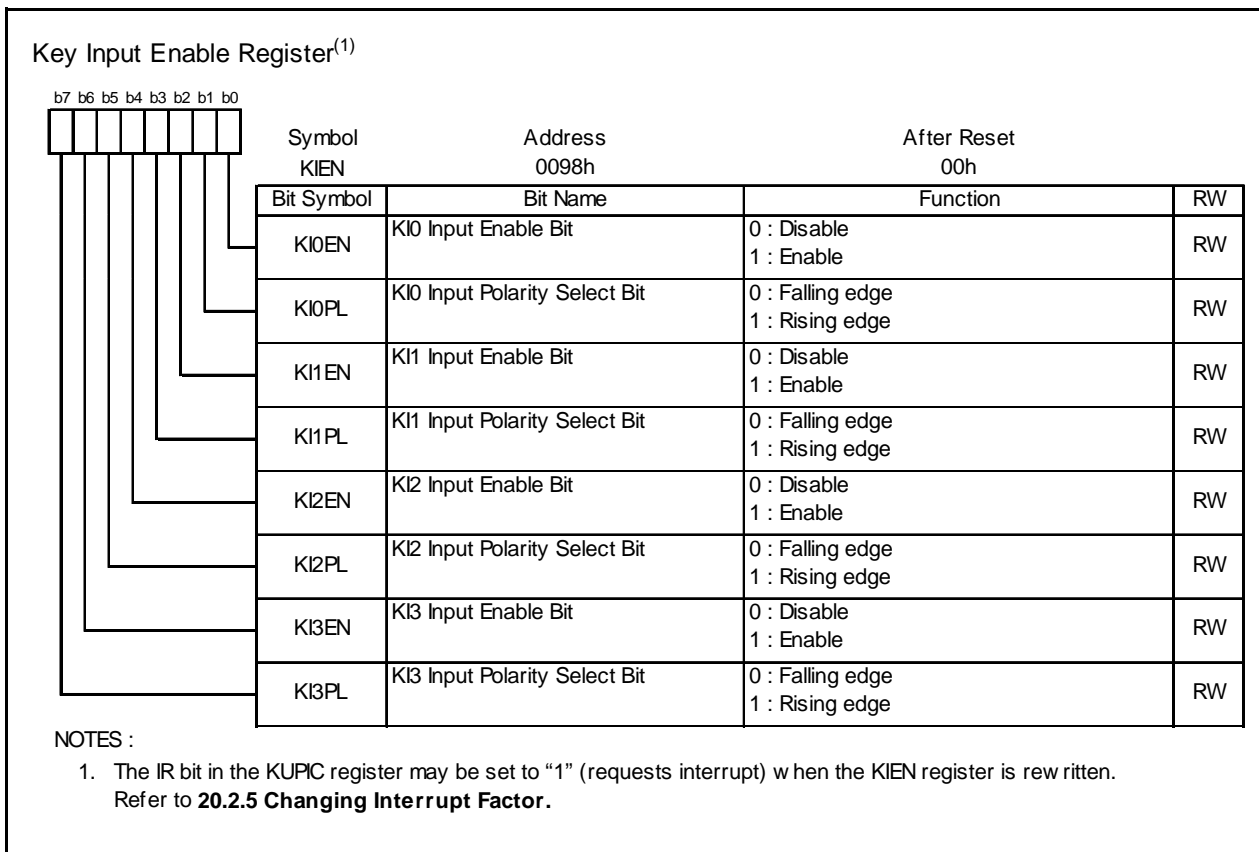 Key Input Enable Register(1)
b7 b6 b5 b4 b3 b2 b1 b0
Symbol Address After Reset
KIEN 0098h 00h
Bit Symbol Bit Name Function RW
KI0EN KI0 Input Enable Bit 0 : Disable RW
1 : Enable
KI0PL KI0 Input Polarity Select Bit 0 : Falling edge RW
1 : Rising edge
KI1EN KI1 Input Enable Bit 0 : Disable RW
1 : Enable
KI1PL KI1 Input Polarity Select Bit 0 : Falling edge RW
1 : Rising edge
KI2EN KI2 Input Enable Bit 0 : Disable RW
1 : Enable
KI2PL KI2 Input Polarity Select Bit 0 : Falling edge RW
1 : Rising edge
KI3EN KI3 Input Enable Bit 0 : Disable RW
1 : Enable
KI3PL KI3 Input Polarity Select Bit 0 : Falling edge RW
1 : Rising edge
NOTES :
1. The IR bit in the KUPIC register may be set to “1” (requests interrupt) when the KIEN register is rewritten.
Refer to 20.2.5 Changing Interrupt Factor.